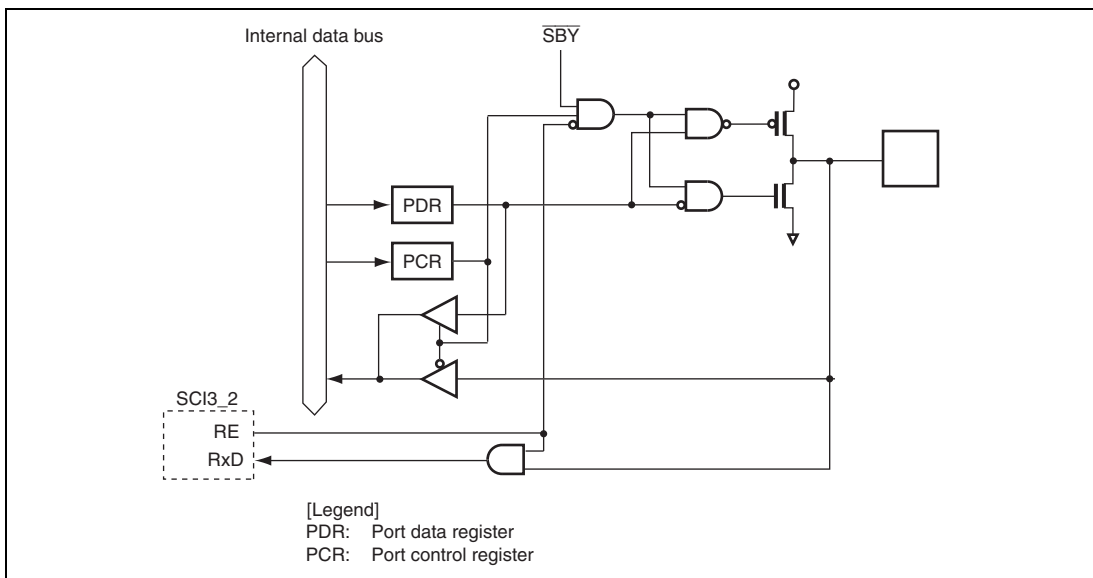 Internal data bus
SBY
PDR
PCR
SCI3_2
RE
RxD
[Legend]
PDR: Port data register
PCR: Port control register